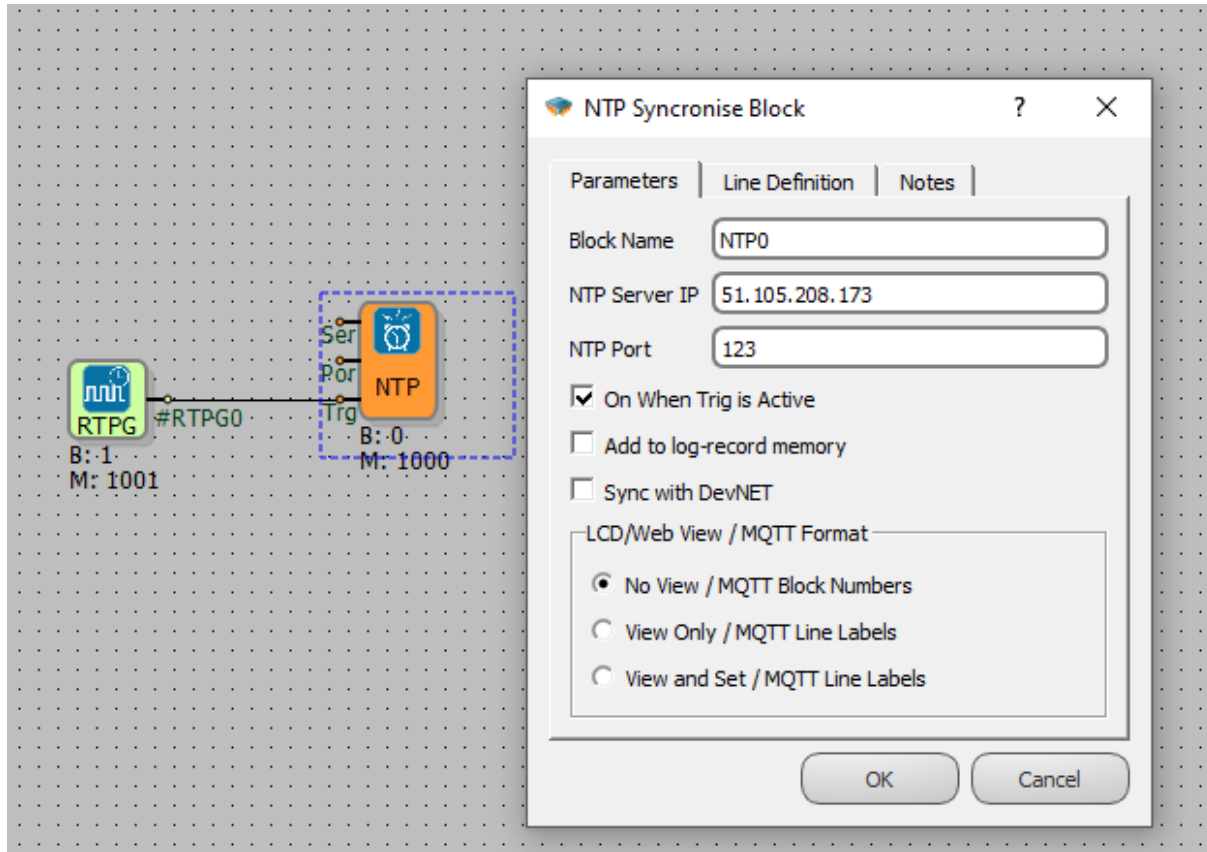 RTPG
#RTPG0
B: 1
M: 1001
Ser
Por
Trg
NTP
B: 0
M: 1000
NTP Syncronise Block
?
Parameters
Line Definition
Notes
Block Name
NTP0
NTP Server IP
51.105.208.173
NTP Port
123
On When Trig is Active
Add to log-record memory
Sync with DevNET
LCD/Web View / MQTT Format
No View / MQTT Block Numbers
View Only / MQTT Line Labels
View and Set / MQTT Line Labels
OK
Cancel